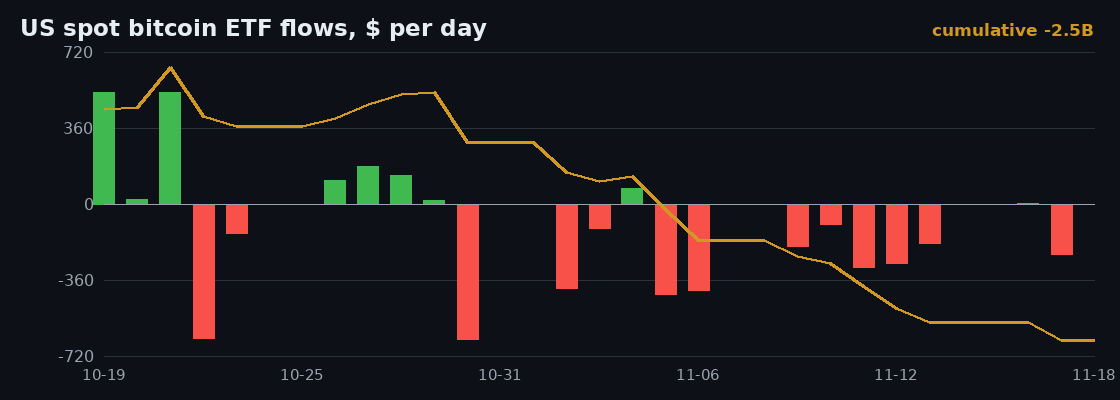 US spot bitcoin ETF flows, $ per day
cumulative -2.5B
720
360
0
-360
-720
10-19 10-25 10-31 11-06 11-12 11-18